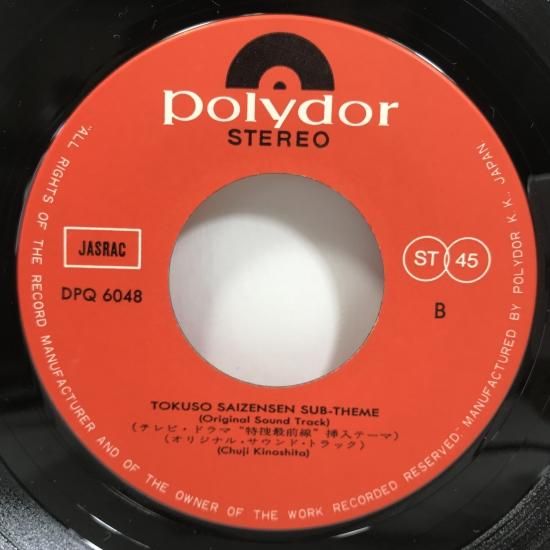 polydor
STEREO
JASRAC
DPQ 6048
ST 45
B
TOKUSO SAIZENSEN SUB-THEME
(Original Sound Track)
(テレビ・ドラマ“特捜最前線”挿入テーマ)
(オリジナル・サウンド・トラック)
(Chuji Kinoshita)
"ALL RIGHTS OF THE RECORD MANUFACTURER AND OF THE OWNER OF THE WORK RECORDED RESERVED" MANUFACTURED BY POLYDOR K.K. JAPAN